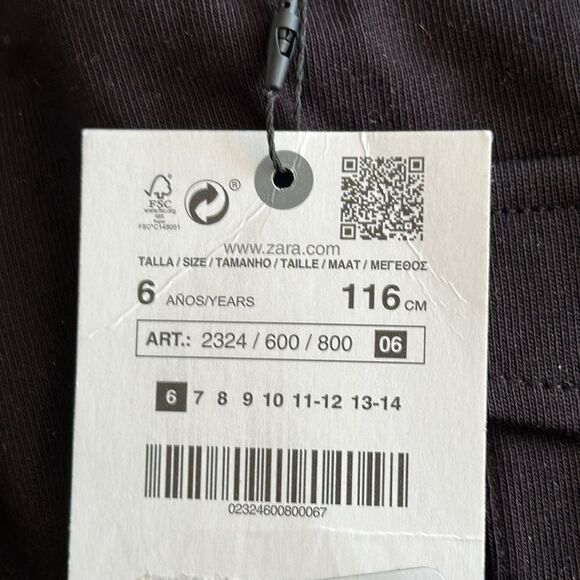 FSC
www.fsc.org
MIX
Paper
FSC®C148051
®
www.zara.com
TALLA / SIZE / TAMANHO / TAILLE / MAAT / ΜΕΓΕΘΟΣ
6 AÑOS/YEARS 116 CM
ART.: 2324 / 600 / 800 06
6 7 8 9 10 11-12 13-14
02324600800067